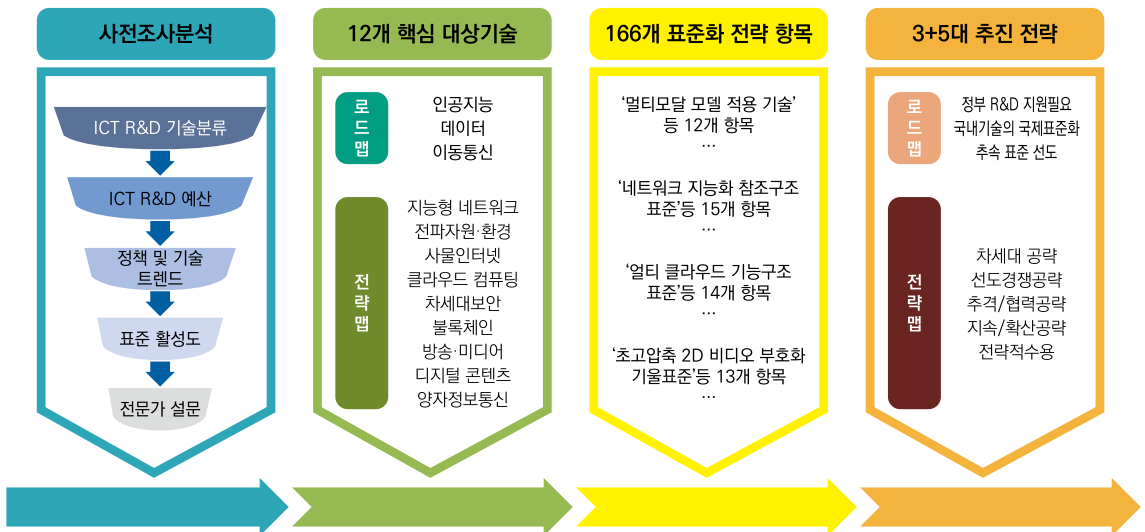 사전조사분석
ICT R&D 기술분류
ICT R&D 예산
정책 및 기술
트렌드
표준 활성도
전문가 설문
12개 핵심 대상기술
로드맵
인공지능
데이터
이동통신
전략맵
지능형 네트워크
전파자원·환경
사물인터넷
클라우드 컴퓨팅
차세대보안
불록체인
방송·미디어
디지털 콘텐츠
양자정보통신
166개 표준화 전략 항목
‘멀티모달 모델 적용 기술’
등 12개 항목
…
‘네트워크 지능화 참조구조
표준’등 15개 항목
…
‘얼티 클라우드 기능구조
표준’등 14개 항목
…
‘초고압축 2D 비디오 부호화
기울표준’등 13개 항목
…
3+5대 추진 전략
로드맵
정부 R&D 지원필요
국내기술의 국제표준화
추속 표준 선도
전략맵
차세대 공략
선도경쟁공략
추격/협력공략
지속/확산공략
전략적수용